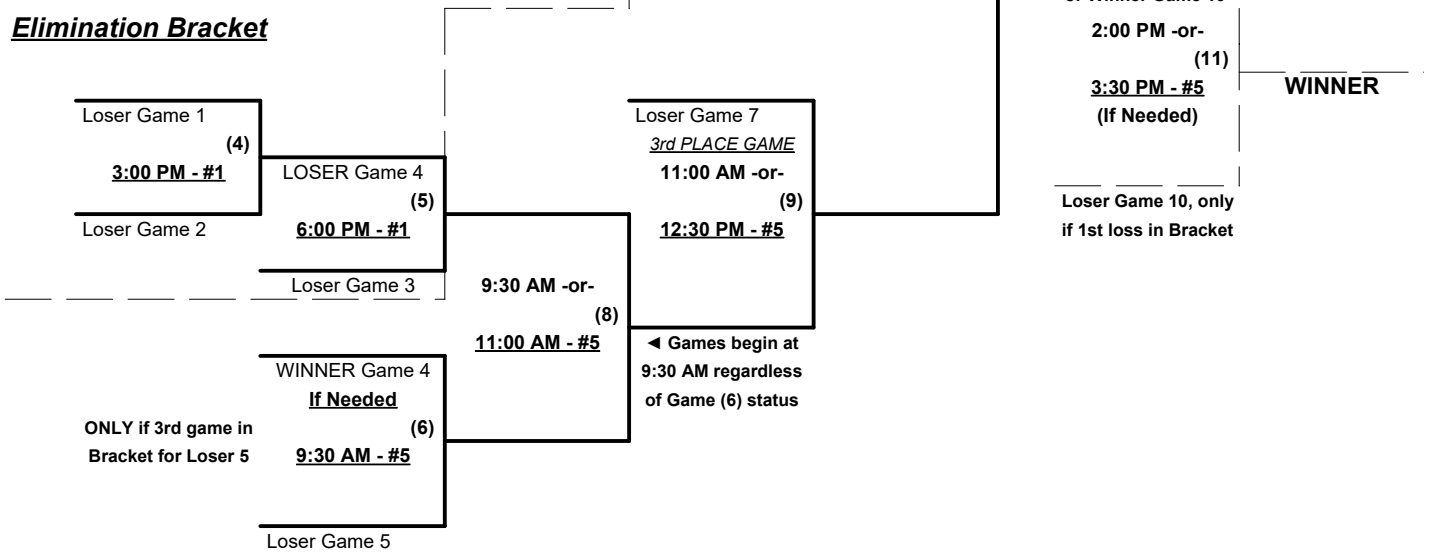 Elimination Bracket
2:00 PM -or-
(11)
3:30 PM - #5
(If Needed)
WINNER
Loser Game 10, only
if 1st loss in Bracket
Loser Game 1
(4)
3:00 PM - #1
Loser Game 2
LOSER Game 4
(5)
6:00 PM - #1
Loser Game 3
9:30 AM -or-
(8)
11:00 AM - #5
Loser Game 7
3rd PLACE GAME
11:00 AM -or-
(9)
12:30 PM - #5
◄ Games begin at
9:30 AM regardless
of Game (6) status
WINNER Game 4
If Needed
(6)
9:30 AM - #5
ONLY if 3rd game in
Bracket for Loser 5
Loser Game 5